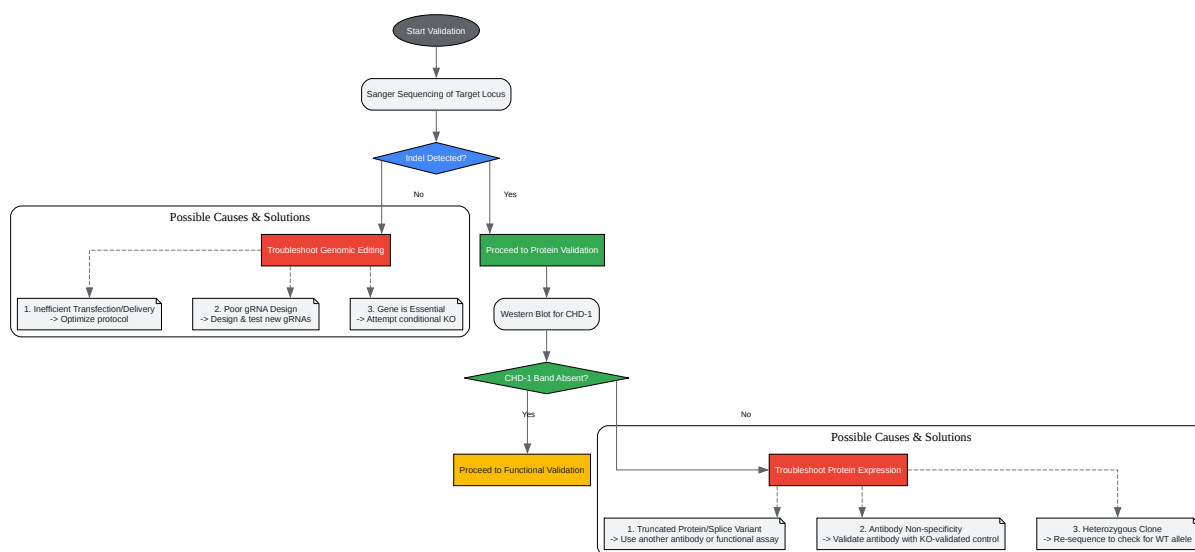 Start Validation
Sanger Sequencing of Target Locus
Indel Detected?
No
Yes
Possible Causes & Solutions
Troubleshoot Genomic Editing
Proceed to Protein Validation
1. Inefficient Transfection/Delivery
-> Optimize protocol
2. Poor gRNA Design
-> Design & test new gRNAs
3. Gene is Essential
-> Attempt conditional KO
Western Blot for CHD-1
CHD-1 Band Absent?
Yes
No
Possible Causes & Solutions
Proceed to Functional Validation
Troubleshoot Protein Expression
1. Truncated Protein/Splice Variant
-> Use another antibody or functional assay
2. Antibody Non-specificity
-> Validate antibody with KO-validated control
3. Heterozygous Clone
-> Re-sequence to check for WT allele